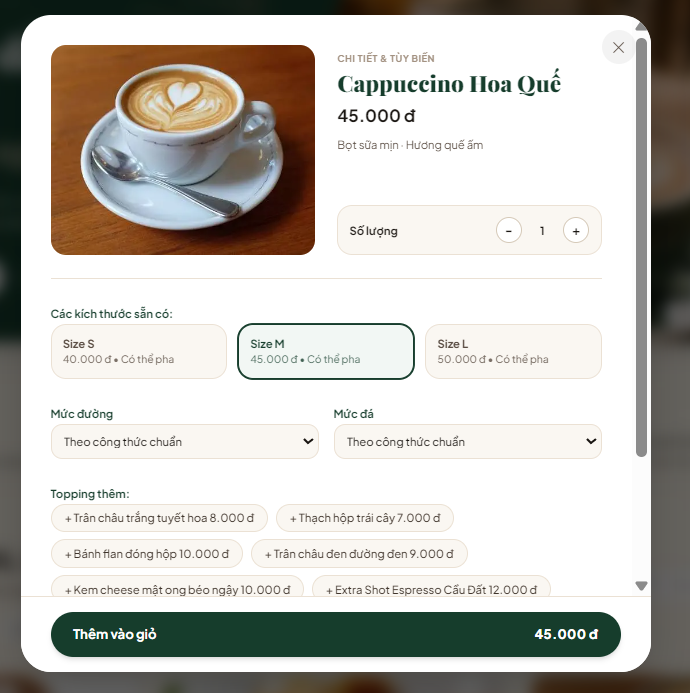 CHI TIẾT & TÙY BIẾN
Cappuccino Hoa Quế
45.000 đ
Bọt sữa mịn · Hương quế ấm
Số lượng - 1 +
Các kích thước sẵn có:
Size S Size M Size L
40.000 đ • Có thể pha 45.000 đ • Có thể pha 50.000 đ • Có thể pha
Mức đường Mức đá
Theo công thức chuẩn Theo công thức chuẩn
Topping thêm:
+ Trân châu trắng tuyết hoa 8.000 đ + Thạch hộp trái cây 7.000 đ
+ Bánh flan đóng hộp 10.000 đ + Trân châu đen đường đen 9.000 đ
+ Kem cheese mật ong béo ngậy 10.000 đ + Extra Shot Espresso Cầu Đất 12.000 đ
Thêm vào giỏ 45.000 đ